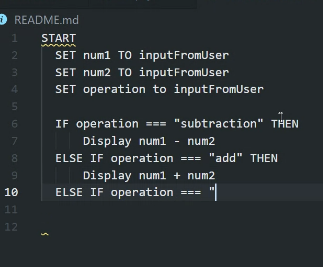 README.md
1 START
2 SET num1 TO inputFromUser
3 SET num2 TO inputFromUser
4 SET operation to inputFromUser
5
6 IF operation === "subtraction" THEN
7 Display num1 - num2
8 ELSE IF operation === "add" THEN
9 Display num1 + num2
10 ELSE IF operation === "
11
12